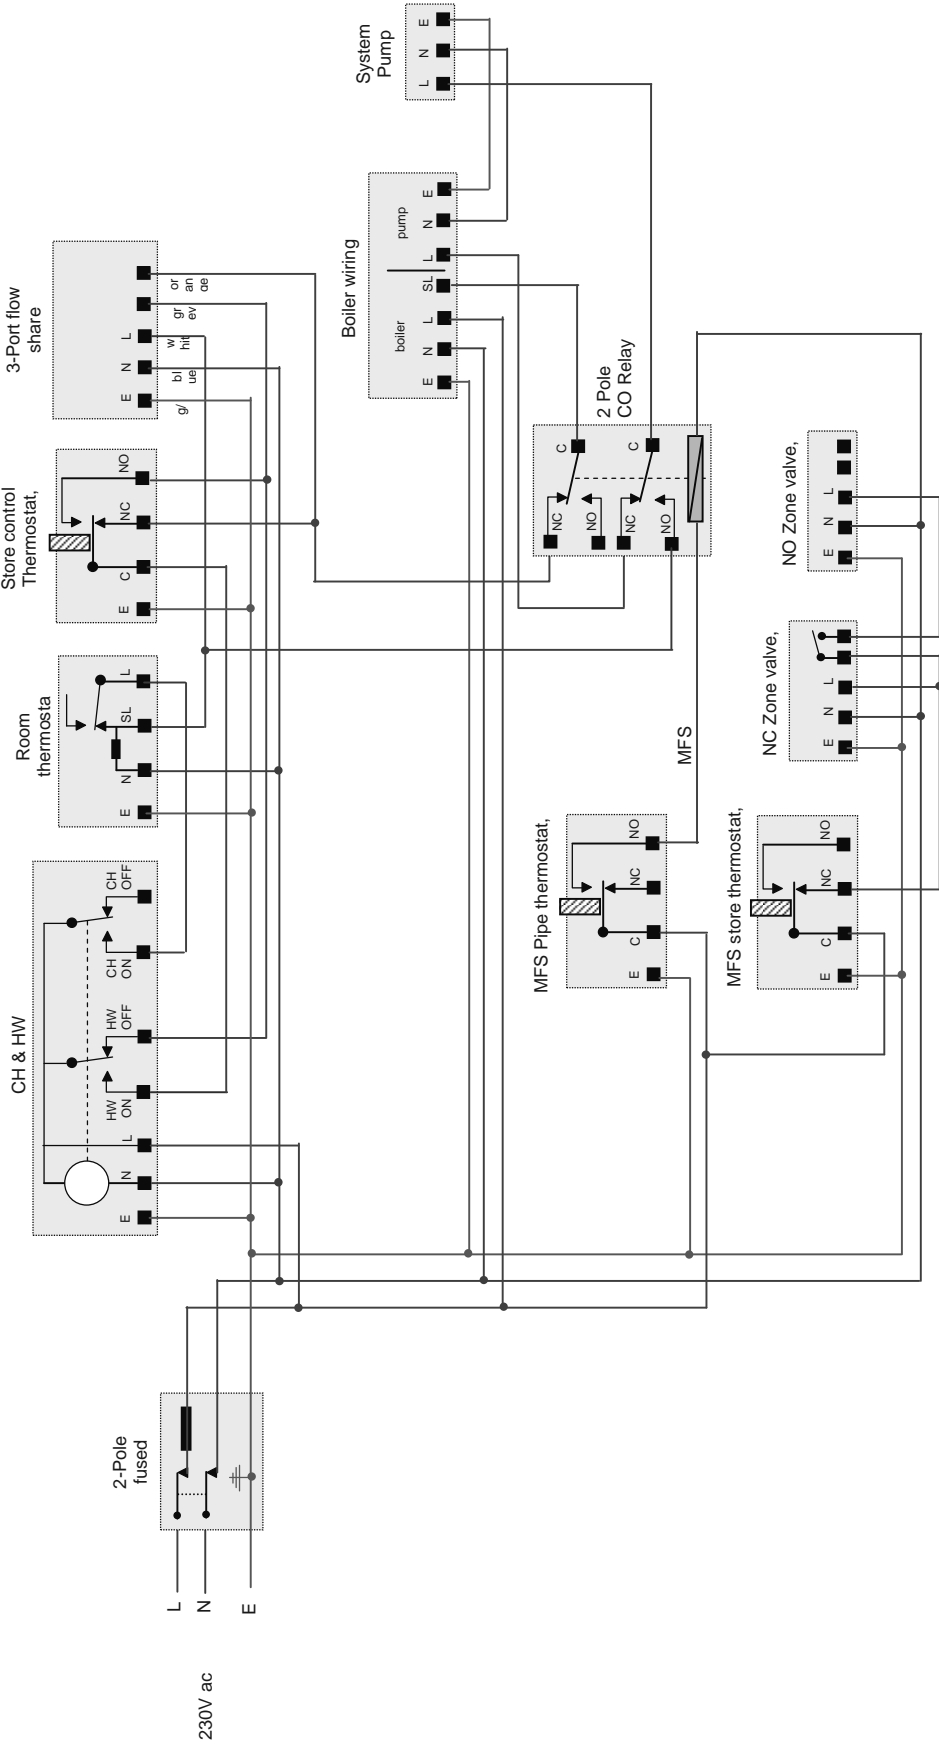 230V ac
L
N
E
2-Pole
fused
CH & HW
E
N
L
HW
ON
HW
OFF
CH
ON
CH
OFF
Room
thermosta
E
N
SL
L
Store control
Thermostat,
E
C
NC
NO
3-Port flow
share
E
N
L
g/
bl
ue
w
hit
gr
ev
or
an
ge
Boiler wiring
boiler
pump
E
N
L
SL
L
N
E
System
Pump
L
N
E
2 Pole
CO Relay
NC
NO
C
NC
NO
C
MFS
MFS Pipe thermostat,
E
C
NC
NO
MFS store thermostat,
E
C
NC
NO
NC Zone valve,
E
N
L
NO Zone valve,
E
N
L